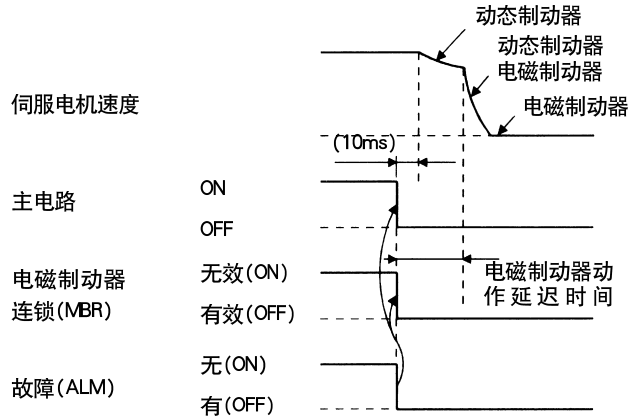 动态制动器
动态制动器
电磁制动器
伺服电机速度
电磁制动器
(10ms)
主电路
ON
OFF
电磁制动器
连锁(MBR)
无效(ON)
有效(OFF)
电磁制动器动
作延迟时间
故障(ALM)
无(ON)
有(OFF)